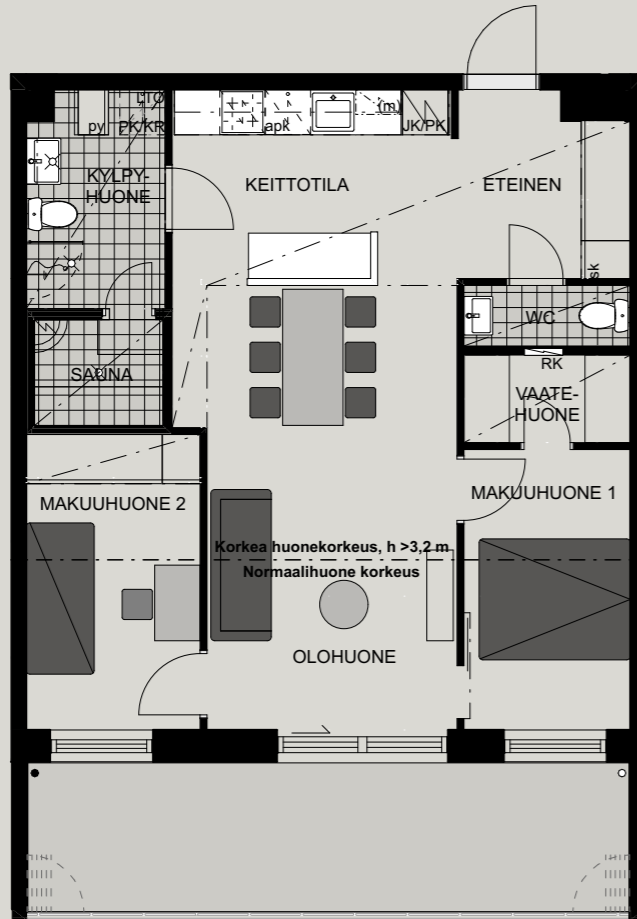 LTO
py
PK/KR
apk
(m)
JK/PK
KYLPY-
HUONE
KEITTOTILA
ETEINEN
sk
WC
SAUNA
RK
VAATE-
HUONE
MAKUUHUONE 2
MAKUUHUONE 1
Korkea huonekorkeus, h >3,2 m
Normaalihuone korkeus
OLOHUONE